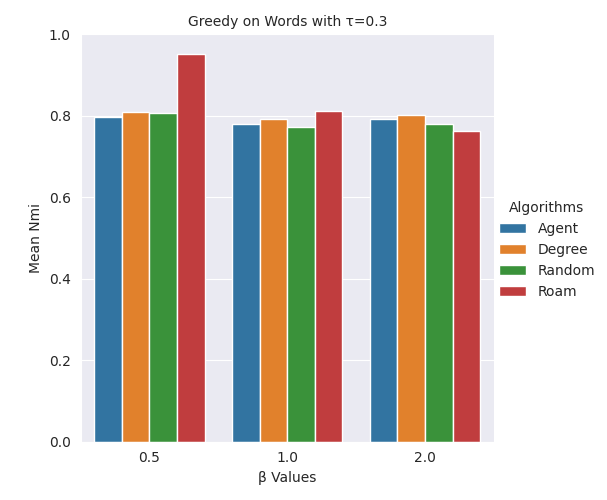 Greedy on Words with τ=0.3
1.0
0.8
0.6
0.4
0.2
0.0
Mean Nmi
0.5 1.0 2.0
β Values
Algorithms
Agent
Degree
Random
Roam